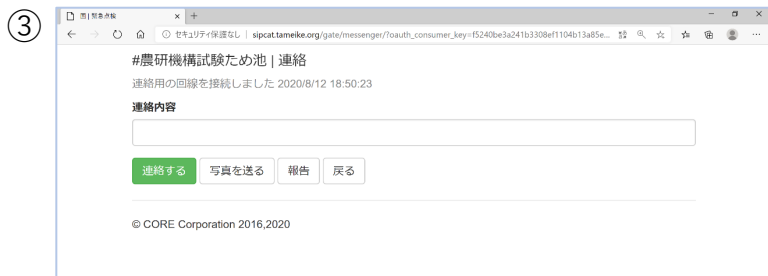 ③
緊急点検
セキュリティ保護なし | sipcat.tameike.org/gate/messenger/?oauth_consumer_key=f5240be3a241b3308ef1104b13a85e...
#農研機構試験ため池 | 連絡
連絡用の回線を接続しました 2020/8/12 18:50:23
連絡内容
連絡する 写真を送る 報告 戻る
© CORE Corporation 2016,2020